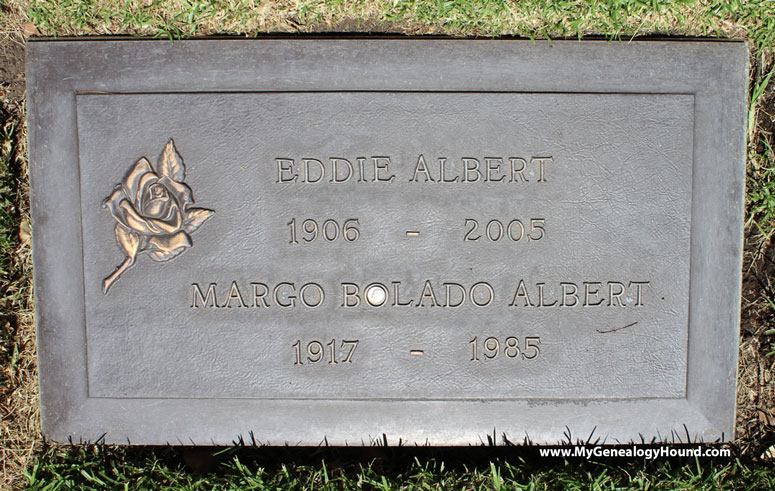 EDDIE ALBERT
1906 - 2005
MARGO BOLADO ALBERT
1917 - 1985
www.MyGenealogyHound.com